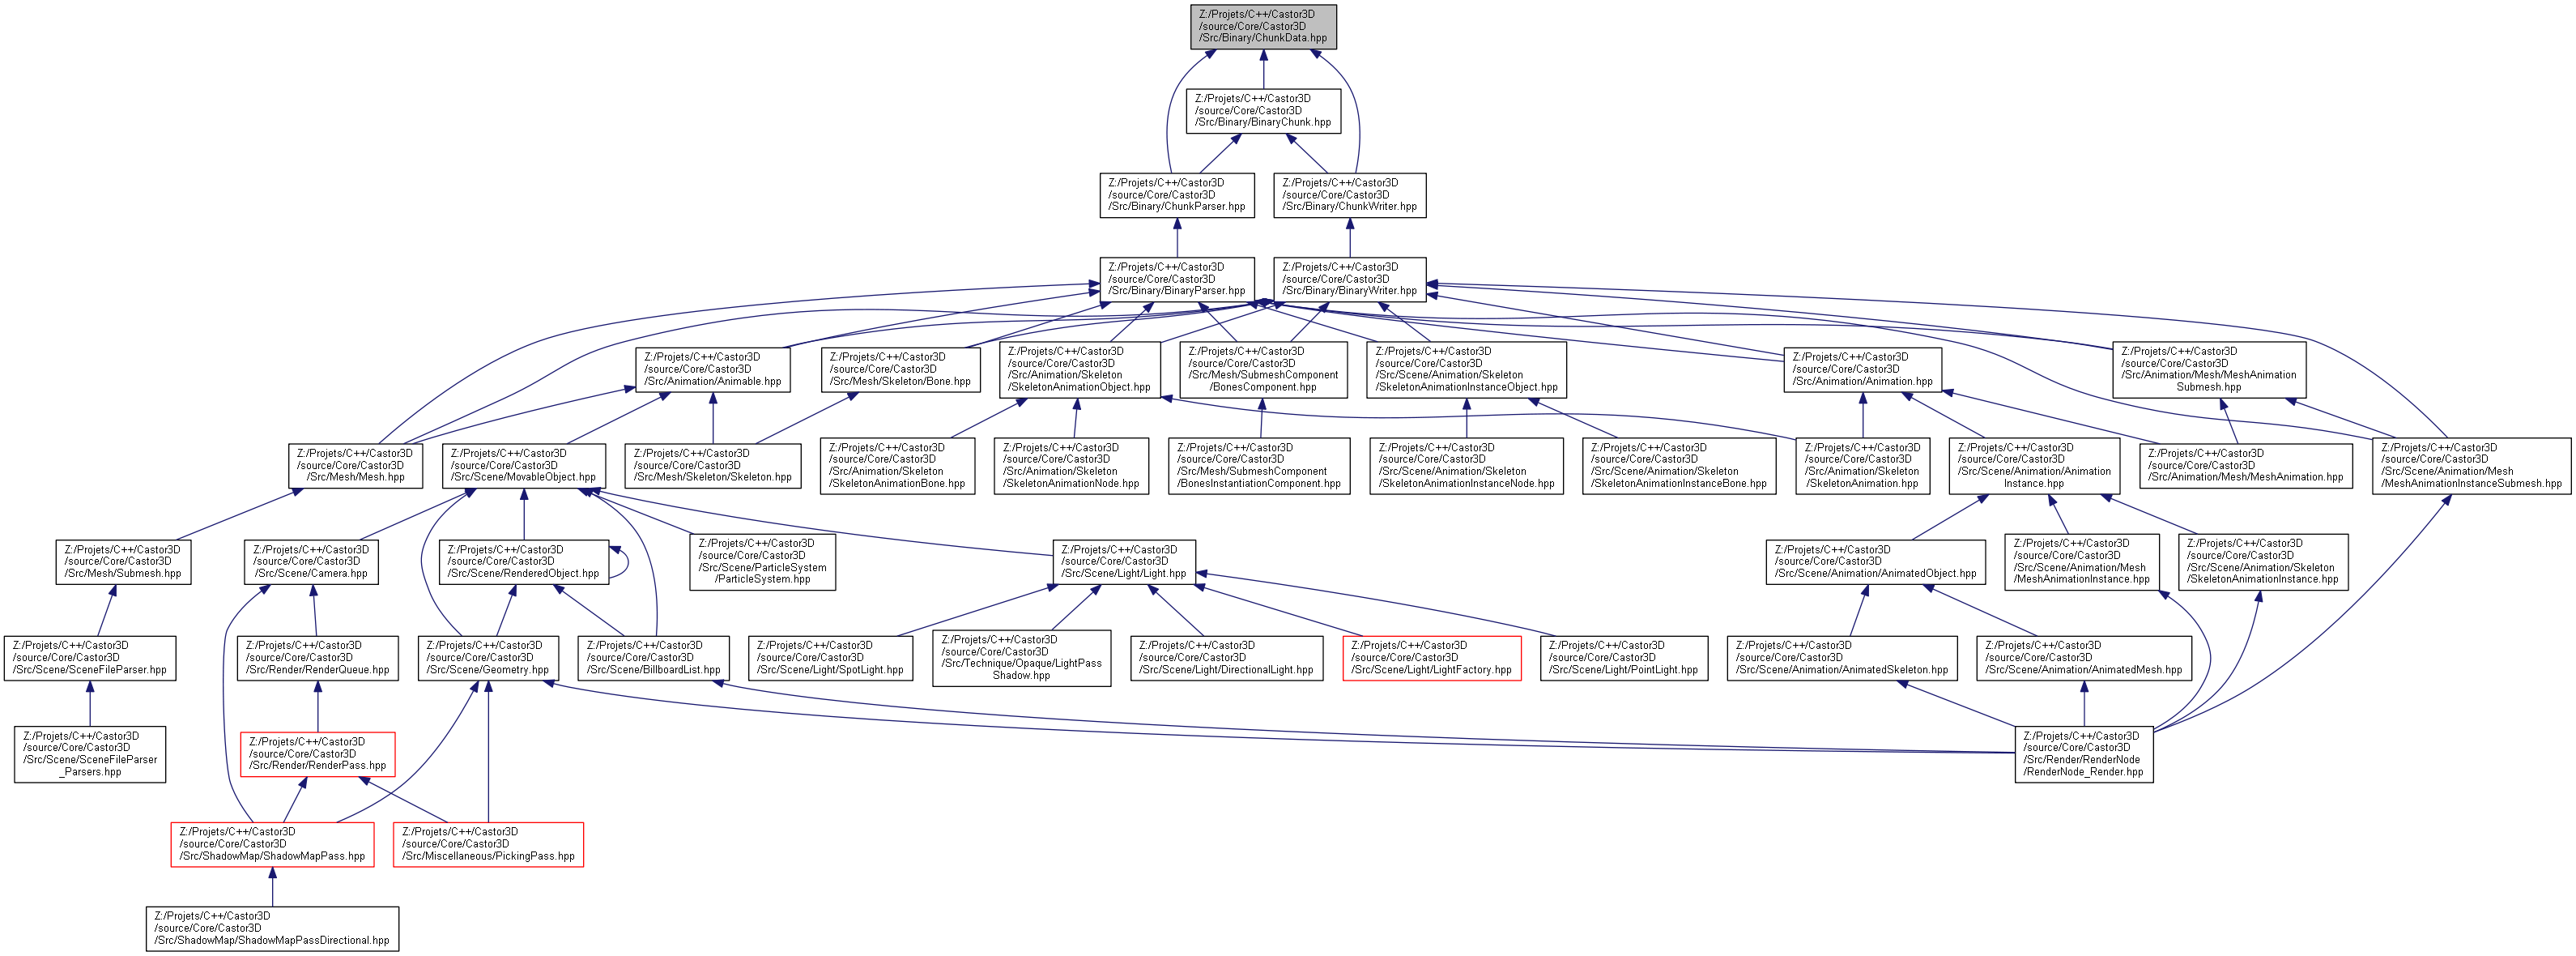 Z:/Projets/C++/Castor3D
/source/Core/Castor3D
/Src/Binary/ChunkData.hpp
Z:/Projets/C++/Castor3D
/source/Core/Castor3D
/Src/Binary/BinaryChunk.hpp
Z:/Projets/C++/Castor3D
/source/Core/Castor3D
/Src/Binary/ChunkParser.hpp
Z:/Projets/C++/Castor3D
/source/Core/Castor3D
/Src/Binary/ChunkWriter.hpp
Z:/Projets/C++/Castor3D
/source/Core/Castor3D
/Src/Binary/BinaryParser.hpp
Z:/Projets/C++/Castor3D
/source/Core/Castor3D
/Src/Binary/BinaryWriter.hpp
Z:/Projets/C++/Castor3D
/source/Core/Castor3D
/Src/Animation/Animable.hpp
Z:/Projets/C++/Castor3D
/source/Core/Castor3D
/Src/Mesh/Skeleton/Bone.hpp
Z:/Projets/C++/Castor3D
/source/Core/Castor3D
/Src/Animation/Skeleton
/SkeletonAnimationObject.hpp
Z:/Projets/C++/Castor3D
/source/Core/Castor3D
/Src/Mesh/SubmeshComponent
/BonesComponent.hpp
Z:/Projets/C++/Castor3D
/source/Core/Castor3D
/Src/Scene/Animation/Skeleton
/SkeletonAnimationInstanceObject.hpp
Z:/Projets/C++/Castor3D
/source/Core/Castor3D
/Src/Animation/Animation.hpp
Z:/Projets/C++/Castor3D
/source/Core/Castor3D
/Src/Animation/Mesh/MeshAnimation
Submesh.hpp
Z:/Projets/C++/Castor3D
/source/Core/Castor3D
/Src/Mesh/Mesh.hpp
Z:/Projets/C++/Castor3D
/source/Core/Castor3D
/Src/Scene/MovableObject.hpp
Z:/Projets/C++/Castor3D
/source/Core/Castor3D
/Src/Mesh/Skeleton/Skeleton.hpp
Z:/Projets/C++/Castor3D
/source/Core/Castor3D
/Src/Animation/Skeleton
/SkeletonAnimationBone.hpp
Z:/Projets/C++/Castor3D
/source/Core/Castor3D
/Src/Animation/Skeleton
/SkeletonAnimationNode.hpp
Z:/Projets/C++/Castor3D
/source/Core/Castor3D
/Src/Mesh/SubmeshComponent
/BonesInstantiationComponent.hpp
Z:/Projets/C++/Castor3D
/source/Core/Castor3D
/Src/Scene/Animation/Skeleton
/SkeletonAnimationInstanceNode.hpp
Z:/Projets/C++/Castor3D
/source/Core/Castor3D
/Src/Scene/Animation/Skeleton
/SkeletonAnimationInstanceBone.hpp
Z:/Projets/C++/Castor3D
/source/Core/Castor3D
/Src/Animation/Skeleton
/SkeletonAnimation.hpp
Z:/Projets/C++/Castor3D
/source/Core/Castor3D
/Src/Scene/Animation/Animation
Instance.hpp
Z:/Projets/C++/Castor3D
/source/Core/Castor3D
/Src/Animation/Mesh/MeshAnimation.hpp
Z:/Projets/C++/Castor3D
/source/Core/Castor3D
/Src/Scene/Animation/Mesh
/MeshAnimationInstanceSubmesh.hpp
Z:/Projets/C++/Castor3D
/source/Core/Castor3D
/Src/Mesh/Submesh.hpp
Z:/Projets/C++/Castor3D
/source/Core/Castor3D
/Src/Scene/Camera.hpp
Z:/Projets/C++/Castor3D
/source/Core/Castor3D
/Src/Scene/RenderedObject.hpp
Z:/Projets/C++/Castor3D
/source/Core/Castor3D
/Src/Scene/ParticleSystem
/ParticleSystem.hpp
Z:/Projets/C++/Castor3D
/source/Core/Castor3D
/Src/Scene/Light/Light.hpp
Z:/Projets/C++/Castor3D
/source/Core/Castor3D
/Src/Scene/Animation/AnimatedObject.hpp
Z:/Projets/C++/Castor3D
/source/Core/Castor3D
/Src/Scene/Animation/Mesh
/MeshAnimationInstance.hpp
Z:/Projets/C++/Castor3D
/source/Core/Castor3D
/Src/Scene/Animation/Skeleton
/SkeletonAnimationInstance.hpp
Z:/Projets/C++/Castor3D
/source/Core/Castor3D
/Src/Scene/SceneFileParser.hpp
Z:/Projets/C++/Castor3D
/source/Core/Castor3D
/Src/Render/RenderQueue.hpp
Z:/Projets/C++/Castor3D
/source/Core/Castor3D
/Src/Scene/Geometry.hpp
Z:/Projets/C++/Castor3D
/source/Core/Castor3D
/Src/Scene/BillboardList.hpp
Z:/Projets/C++/Castor3D
/source/Core/Castor3D
/Src/Scene/Light/SpotLight.hpp
Z:/Projets/C++/Castor3D
/source/Core/Castor3D
/Src/Technique/Opaque/LightPass
Shadow.hpp
Z:/Projets/C++/Castor3D
/source/Core/Castor3D
/Src/Scene/Light/DirectionalLight.hpp
Z:/Projets/C++/Castor3D
/source/Core/Castor3D
/Src/Scene/Light/LightFactory.hpp
Z:/Projets/C++/Castor3D
/source/Core/Castor3D
/Src/Scene/Light/PointLight.hpp
Z:/Projets/C++/Castor3D
/source/Core/Castor3D
/Src/Scene/Animation/AnimatedSkeleton.hpp
Z:/Projets/C++/Castor3D
/source/Core/Castor3D
/Src/Scene/Animation/AnimatedMesh.hpp
Z:/Projets/C++/Castor3D
/source/Core/Castor3D
/Src/Scene/SceneFileParser
_Parsers.hpp
Z:/Projets/C++/Castor3D
/source/Core/Castor3D
/Src/Render/RenderPass.hpp
Z:/Projets/C++/Castor3D
/source/Core/Castor3D
/Src/Render/RenderNode
/RenderNode_Render.hpp
Z:/Projets/C++/Castor3D
/source/Core/Castor3D
/Src/ShadowMap/ShadowMapPass.hpp
Z:/Projets/C++/Castor3D
/source/Core/Castor3D
/Src/Miscellaneous/PickingPass.hpp
Z:/Projets/C++/Castor3D
/source/Core/Castor3D
/Src/ShadowMap/ShadowMapPassDirectional.hpp